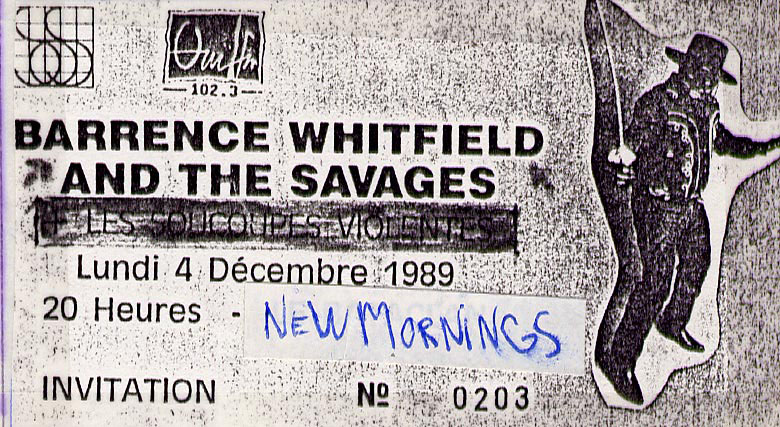 Ouï fm
102.3
BARRENCE WHITFIELD
AND THE SAVAGES
+ LES SOUCOUPES VIOLENTES
Lundi 4 Décembre 1989
20 Heures - NEW MORNINGS
INVITATION Nº 0203